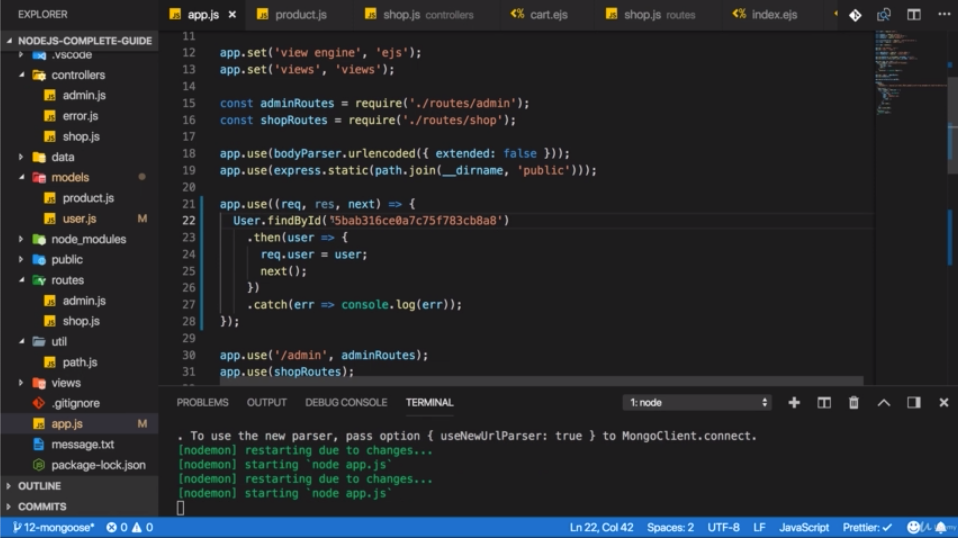 EXPLORER
app.js
product.js
shop.js controllers
cart.ejs
shop.js routes
index.ejs
NODEJS-COMPLETE-GUIDE
.vscode
controllers
admin.js
error.js
shop.js
data
models
product.js
user.js M
node_modules
public
routes
admin.js
shop.js
util
path.js
views
.gitignore
app.js M
message.txt
package-lock.json
OUTLINE
COMMITS
11
12 app.set('view engine', 'ejs');
13 app.set('views', 'views');
14
15 const adminRoutes = require('./routes/admin');
16 const shopRoutes = require('./routes/shop');
17
18 app.use(bodyParser.urlencoded({ extended: false }));
19 app.use(express.static(path.join(__dirname, 'public')));
20
21 app.use((req, res, next) => {
22 User.findById('5bab316ce0a7c75f783cb8a8')
23 .then(user => {
24 req.user = user;
25 next();
26 })
27 .catch(err => console.log(err));
28 });
29
30 app.use('/admin', adminRoutes);
31 app.use(shopRoutes);
PROBLEMS OUTPUT DEBUG CONSOLE TERMINAL 1: node
. To use the new parser, pass option { useNewUrlParser: true } to MongoClient.connect.
[nodemon] restarting due to changes...
[nodemon] starting `node app.js`
[nodemon] restarting due to changes...
[nodemon] starting `node app.js`
12-mongoose* 0 0 Ln 22, Col 42 Spaces: 2 UTF-8 LF JavaScript Prettier: ✓